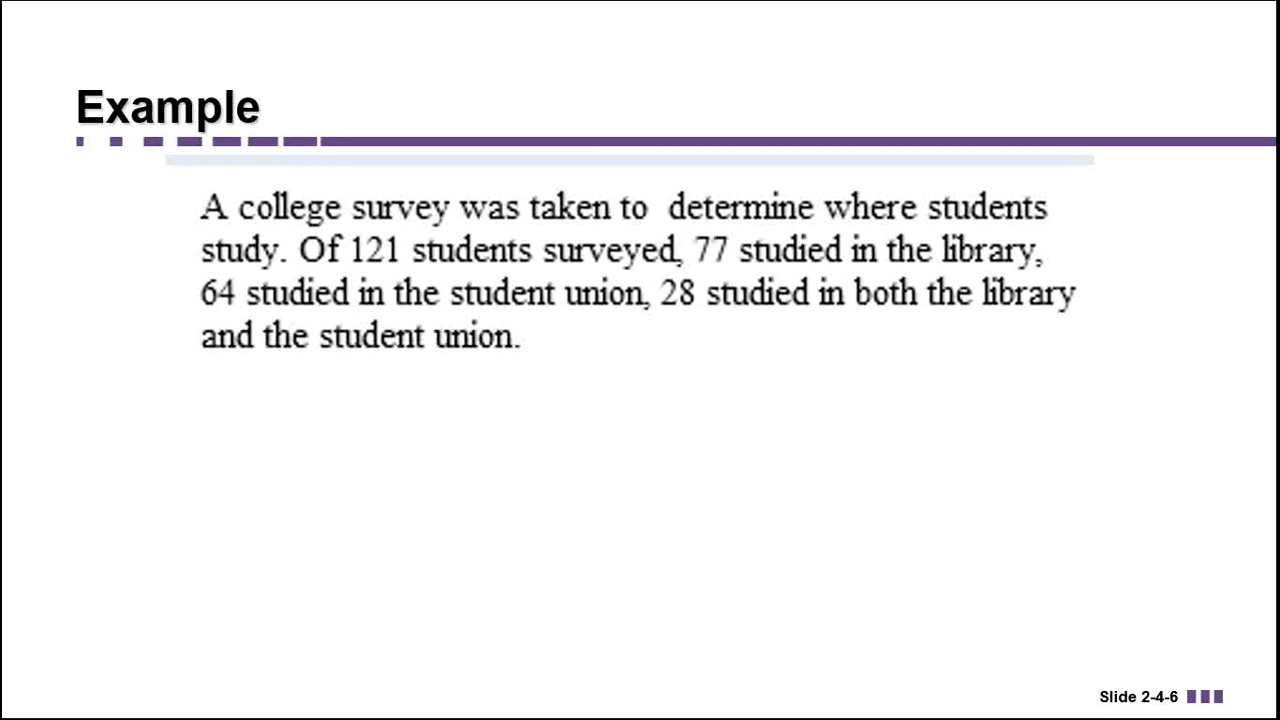 Example
A college survey was taken to determine where students
study. Of 121 students surveyed, 77 studied in the library,
64 studied in the student union, 28 studied in both the library
and the student union.
Slide 2-4-6